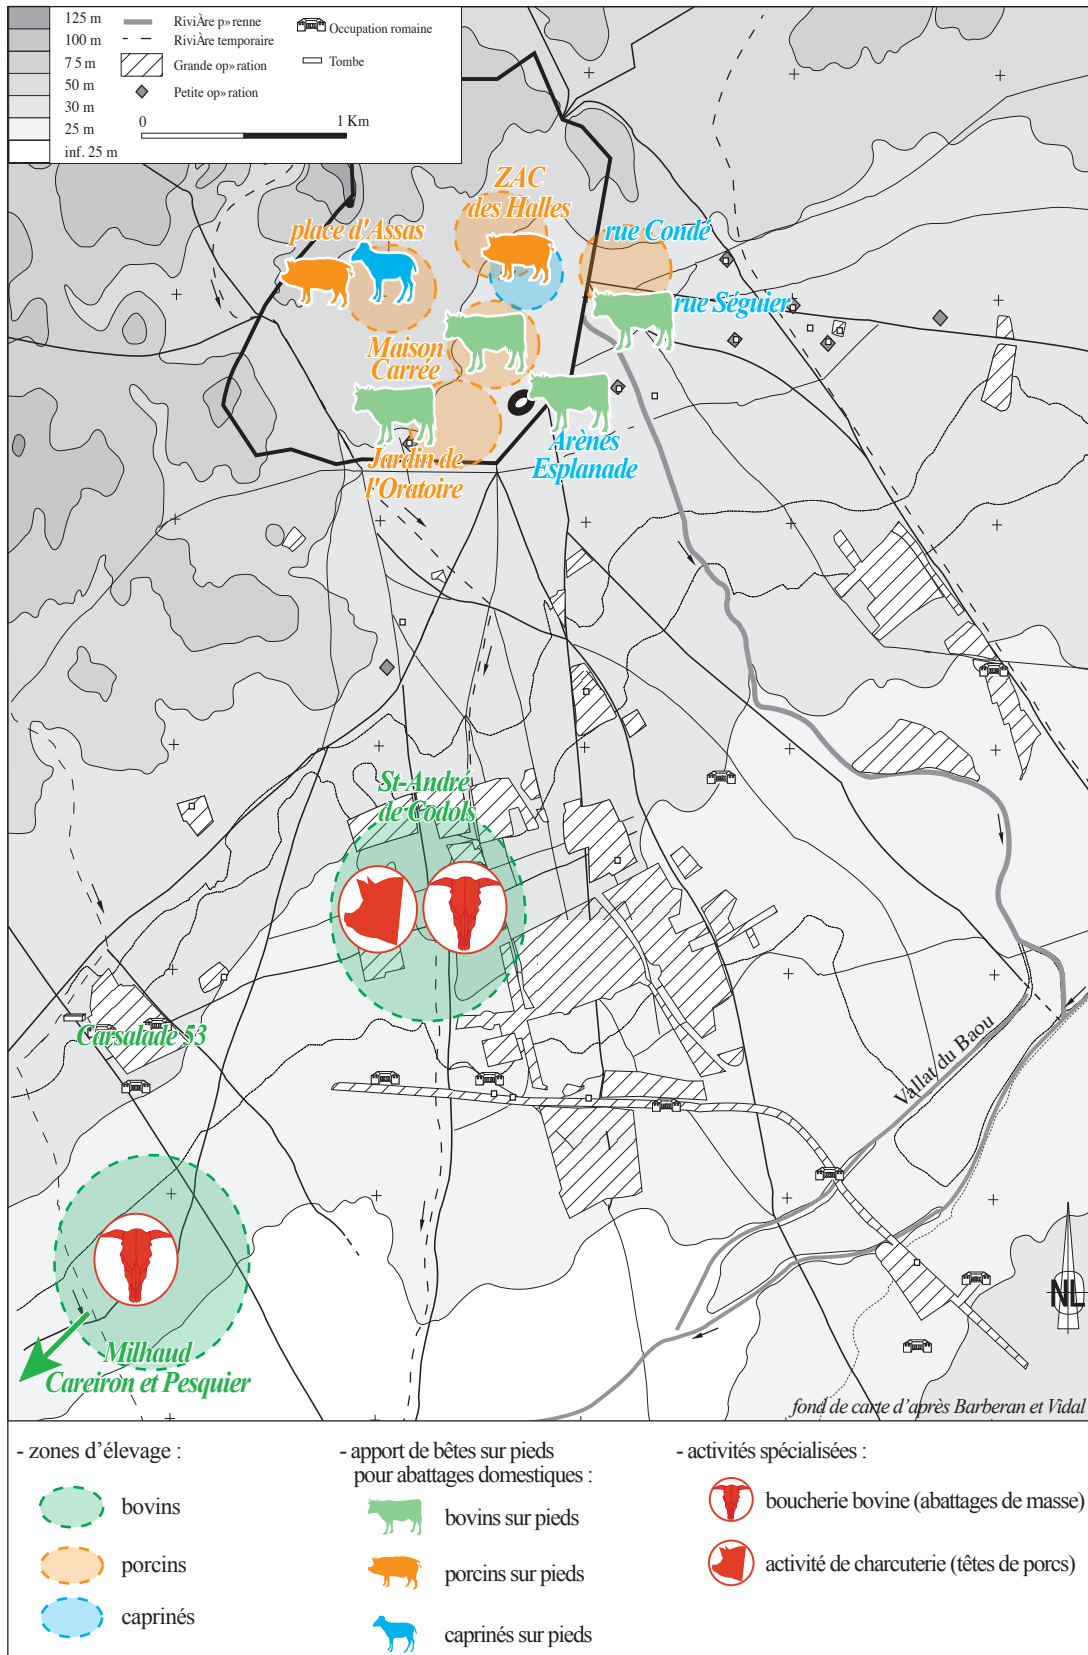 125 m
100 m
75 m
50 m
30 m
25 m
inf. 25 m
RiviÀre p»renne
RiviÀre temporaire
Grande op»ration
Petite op»ration
Occupation romaine
Tombe
0 1 Km
ZAC
des Halles
place d'Assas
rue Condé
rue Séguier
Maison
Carrée
Jardin de
l'Oratoire
Arènes
Esplanade
St-André
de Codols
Carsalade 53
Vallat du Baou
Milhaud
Careiron et Pesquier
NL
fond de carte d'après Barberan et Vidal
- zones d'élevage :
bovins
porcins
caprinés
- apport de bêtes sur pieds
pour abattages domestiques :
bovins sur pieds
porcins sur pieds
caprinés sur pieds
- activités spécialisées :
boucherie bovine (abattages de masse)
activité de charcuterie (têtes de porcs)